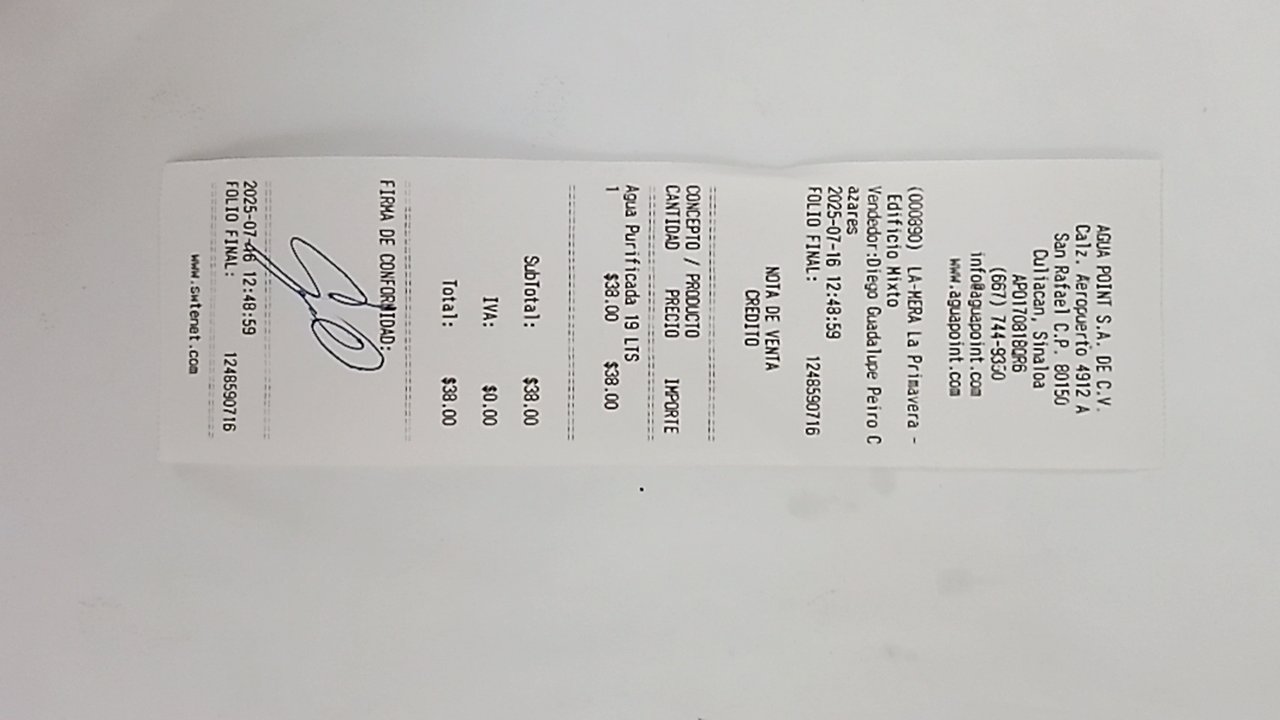 AGUA POINT S.A. DE C.V.
Calz. Aeropuerto 4912 A
San Rafael C.P. 80150
Culiacan, Sinaloa
APO170818QR6
(667) 744-9350
info@aguapoint.com
www.aguapoint.com
(000890) LA-MERA La Primavera -
Edificio Mixto
Vendedor:Diego Guadalupe Peiro C
azares
2025-07-16 12:48:59
FOLIO FINAL: 1248590716
NOTA DE VENTA
CREDITO
CONCEPTO / PRODUCTO
CANTIDAD PRECIO IMPORTE
Agua Purificada 19 LTS
1 $38.00 $38.00
SubTotal: $38.00
IVA: $0.00
Total: $38.00
FIRMA DE CONFORMIDAD:
2025-07-16 12:48:59
FOLIO FINAL: 1248590716
www.swtenet.com